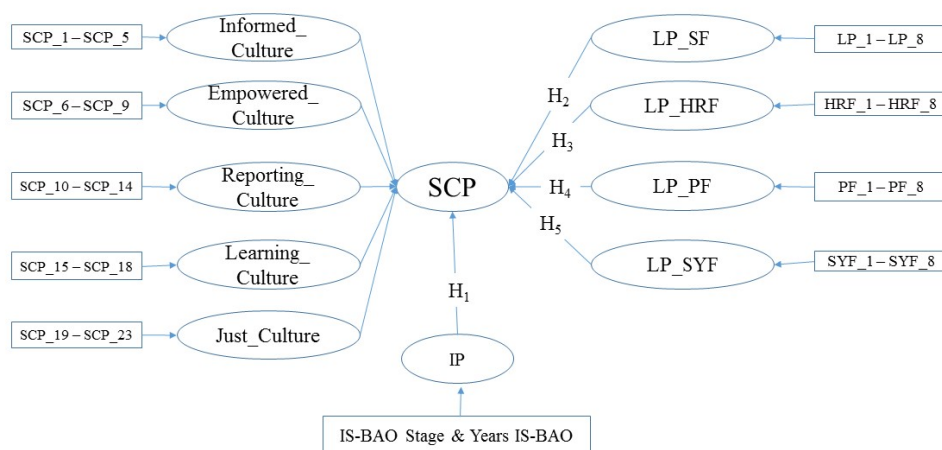 SCP_1 – SCP_5
Informed_
Culture
LP_SF
LP_1 – LP_8
SCP_6 – SCP_9
Empowered_
Culture
H2
LP_HRF
HRF_1 – HRF_8
H3
SCP_10 – SCP_14
Reporting_
Culture
SCP
H4
LP_PF
PF_1 – PF_8
H5
SCP_15 – SCP_18
Learning_
Culture
LP_SYF
SYF_1 – SYF_8
H1
SCP_19 – SCP_23
Just_Culture
IP
IS-BAO Stage & Years IS-BAO